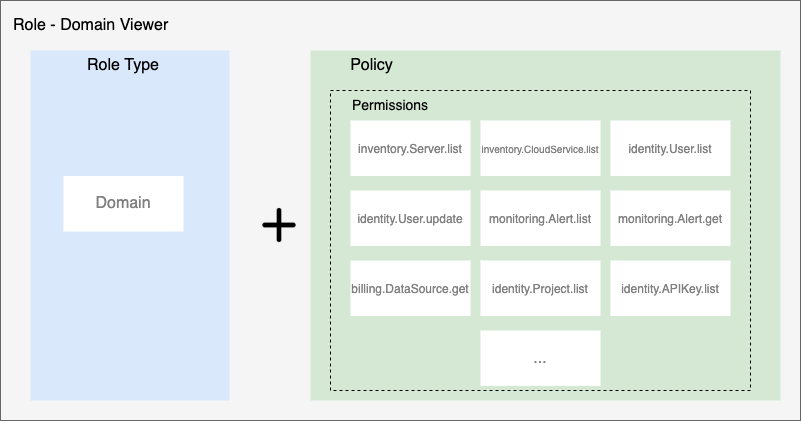 Role - Domain Viewer
Role Type
Domain
Policy
Permissions
inventory.Server.list
inventory.CloudService.list
identity.User.list
identity.User.update
monitoring.Alert.list
monitoring.Alert.get
billing.DataSource.get
identity.Project.list
identity.APIKey.list
...